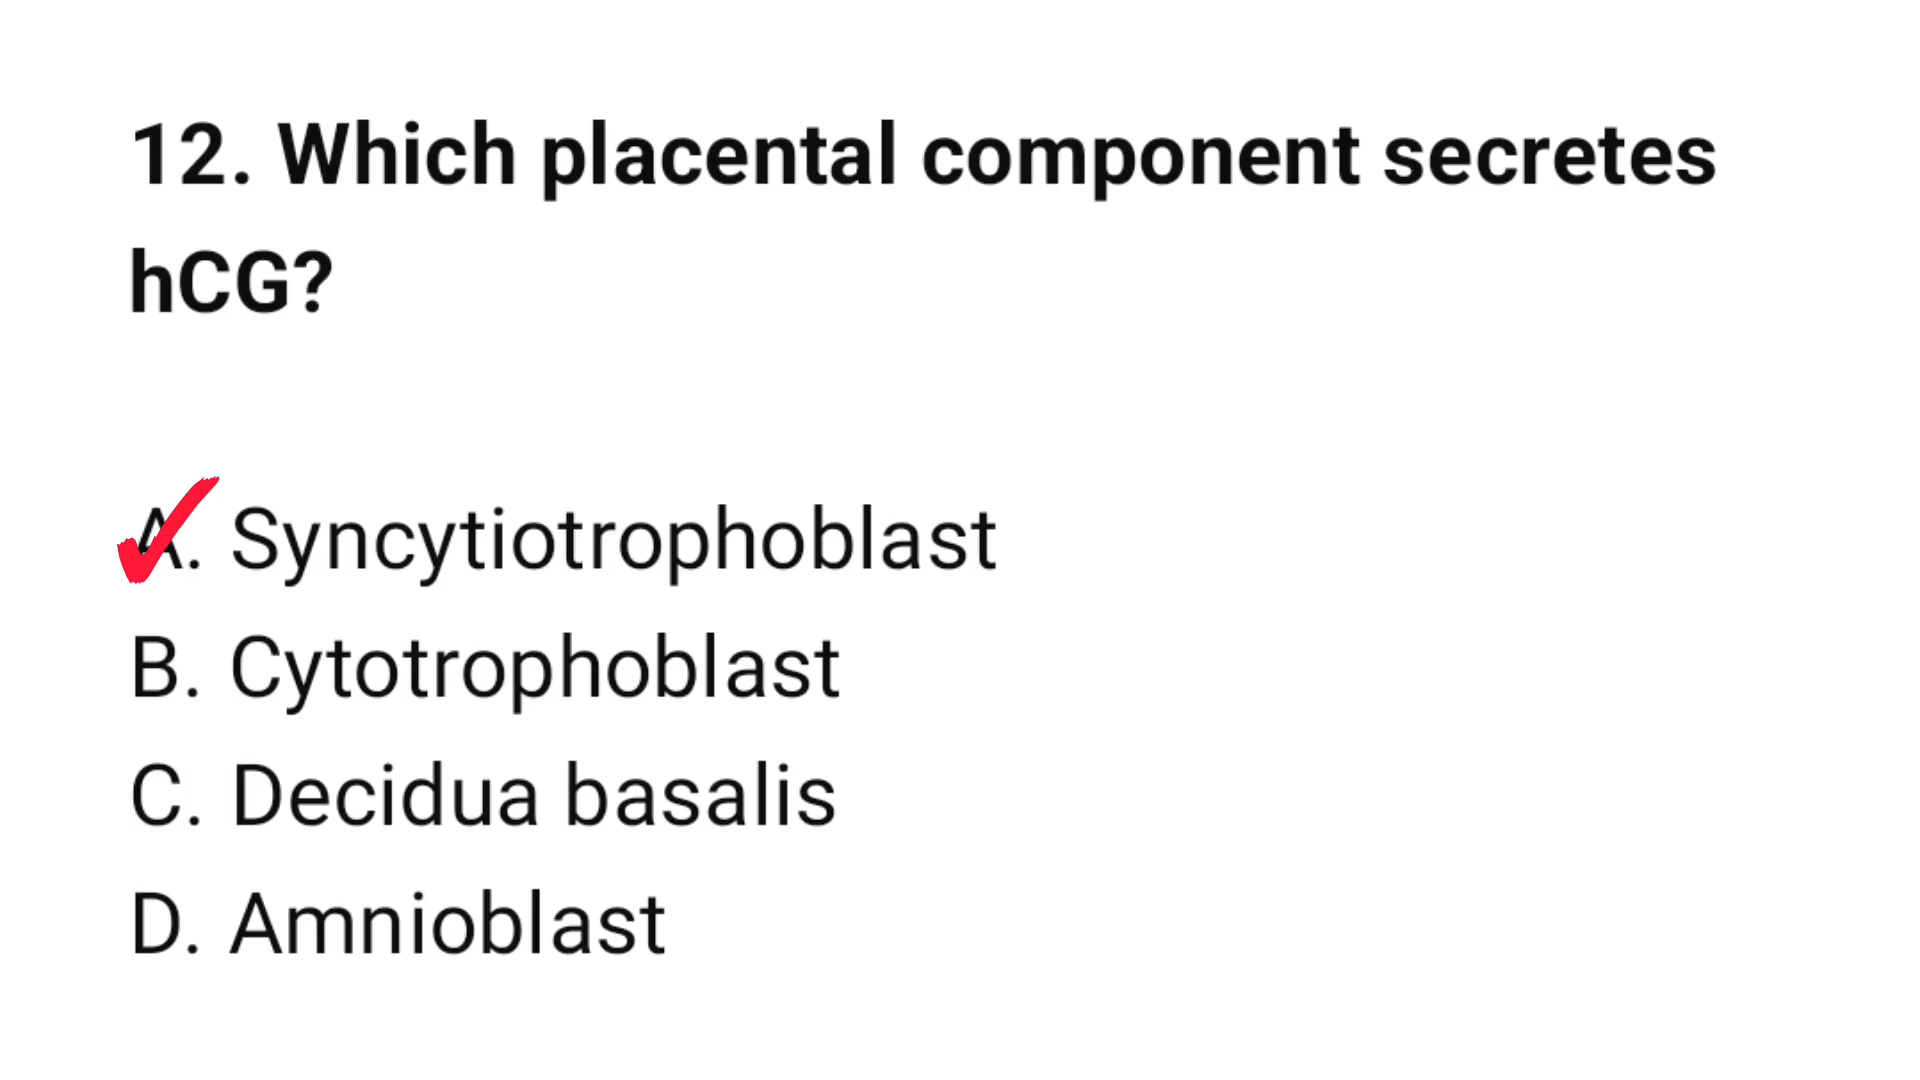 12. Which placental component secretes
hCG?
A. Syncytiotrophoblast
B. Cytotrophoblast
C. Decidua basalis
D. Amnioblast